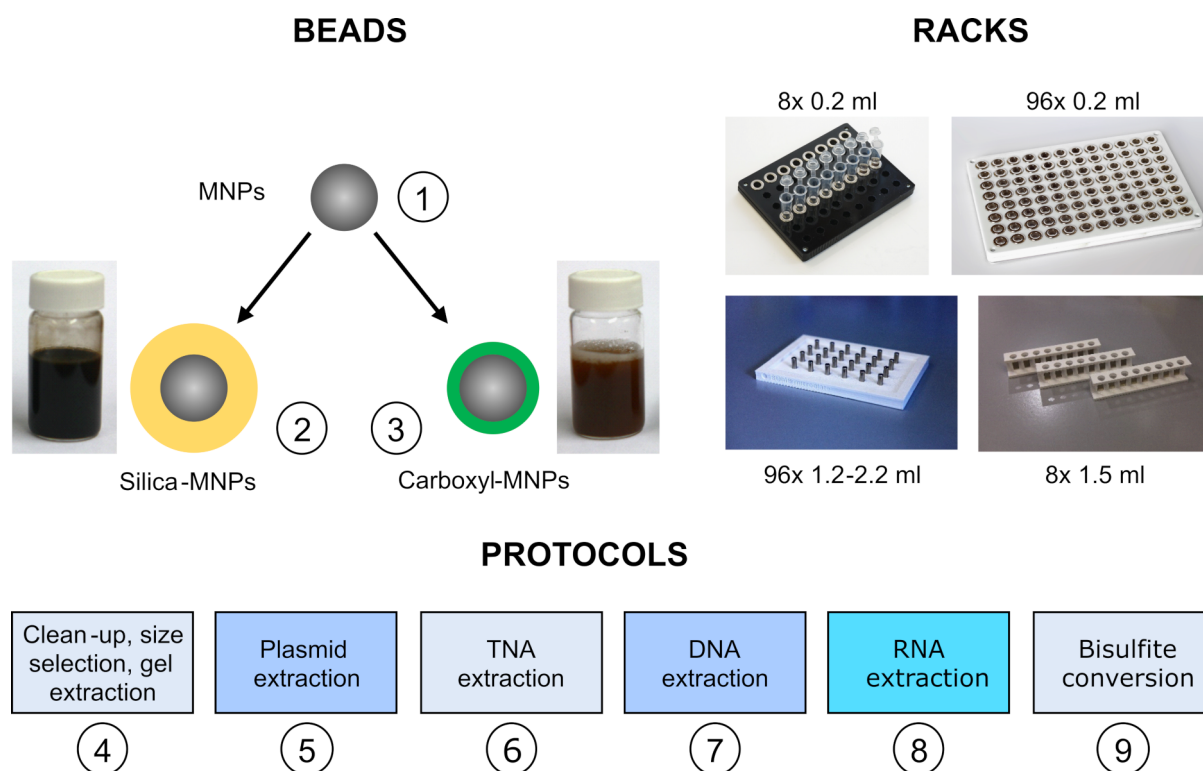 BEADS
MNPs
1
2
3
Silica-MNPs
Carboxyl-MNPs
RACKS
8x 0.2 ml
96x 0.2 ml
96x 1.2-2.2 ml
8x 1.5 ml
PROTOCOLS
Clean-up, size
selection, gel
extraction
Plasmid
extraction
TNA
extraction
DNA
extraction
RNA
extraction
Bisulfite
conversion
4
5
6
7
8
9